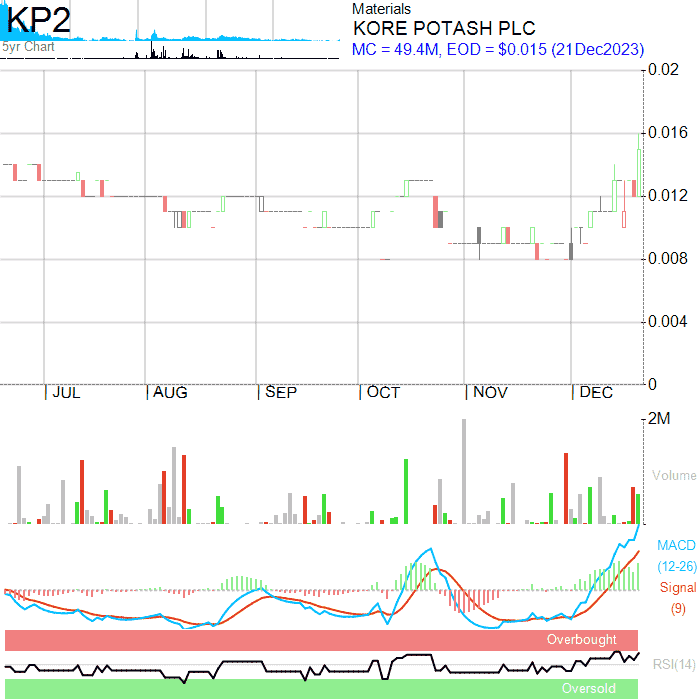 KP2
5yr Chart
Materials
KORE POTASH PLC
MC = 49.4M, EOD = $0.015 (21Dec2023)
0.02
0.016
0.012
0.008
0.004
0
JUL AUG SEP OCT NOV DEC
2M
Volume
MACD
(12-26)
Signal
(9)
Overbought
RSI(14)
Oversold